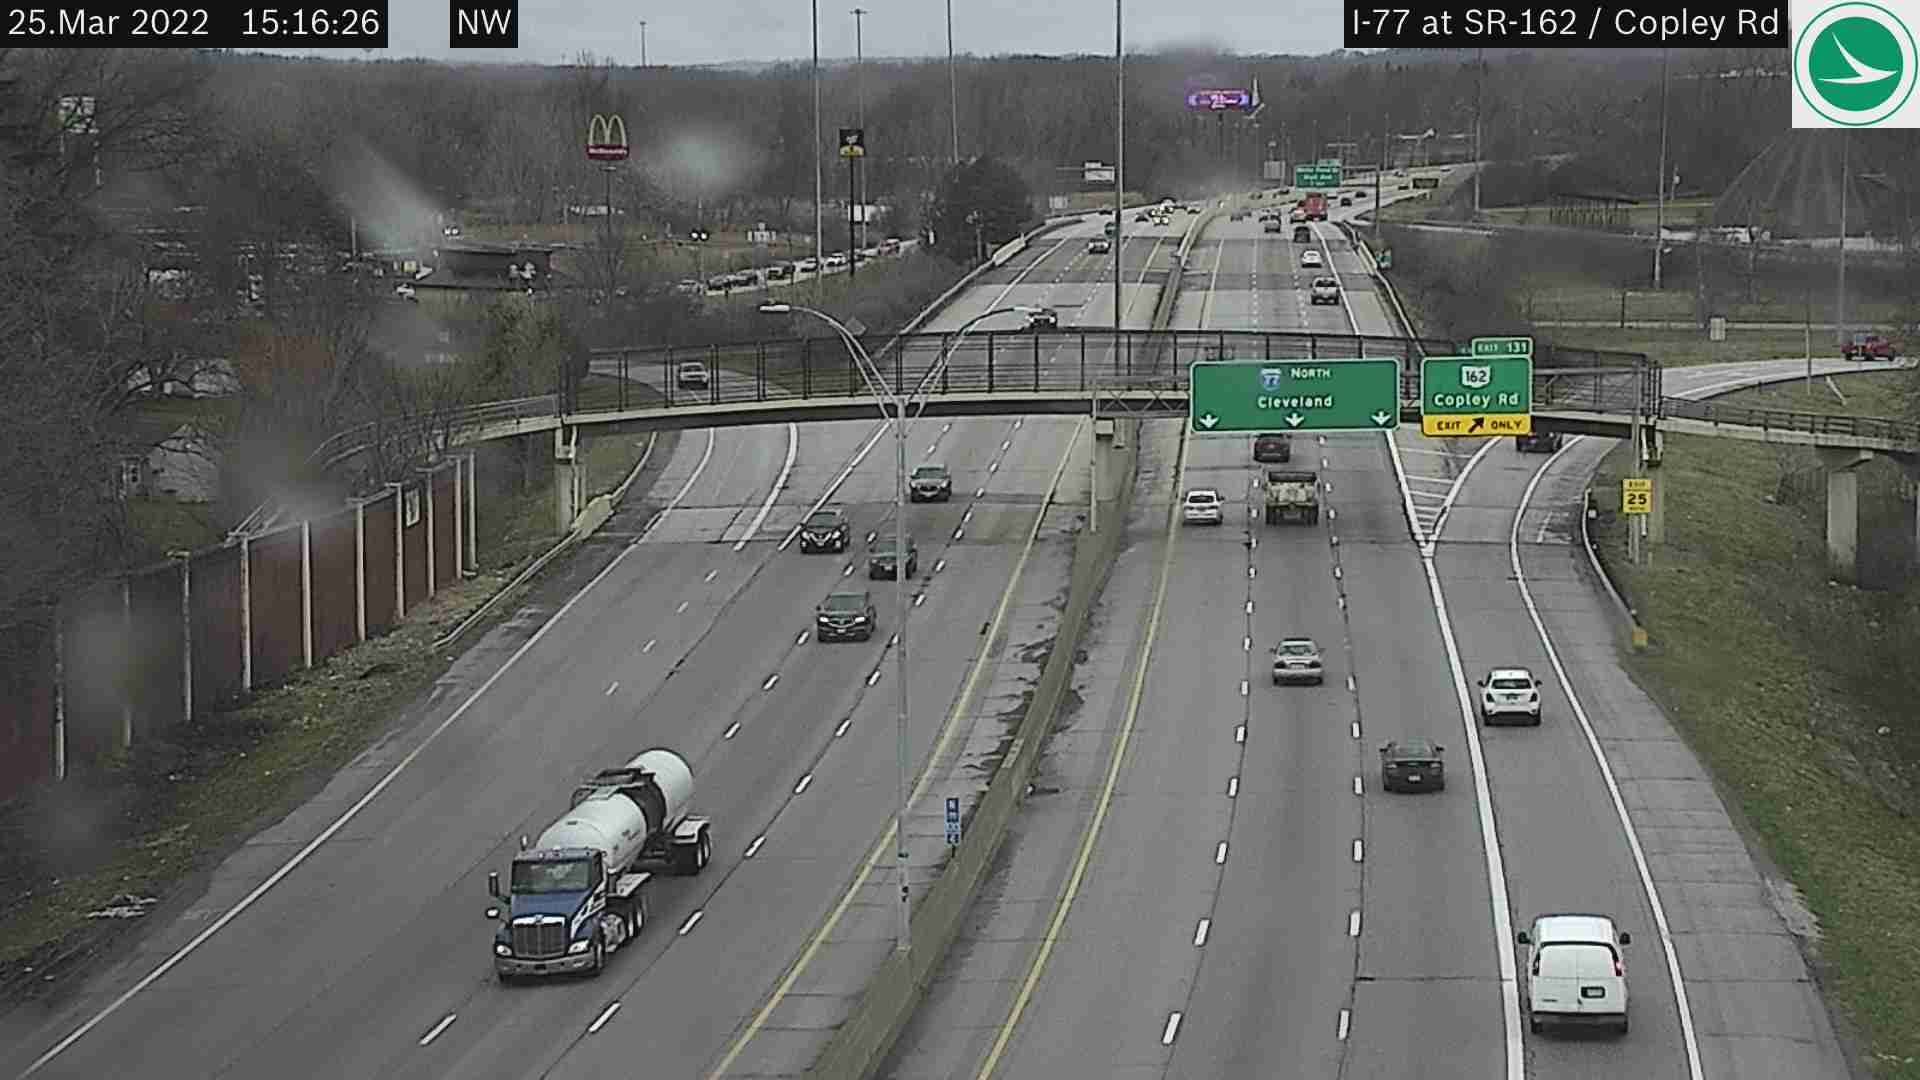 25.Mar 2022 15:16:26
NW
I-77 at SR-162 / Copley Rd
McDonald's
EXIT 131
77 NORTH
Cleveland
162
Copley Rd
EXIT ONLY
EXIT
25